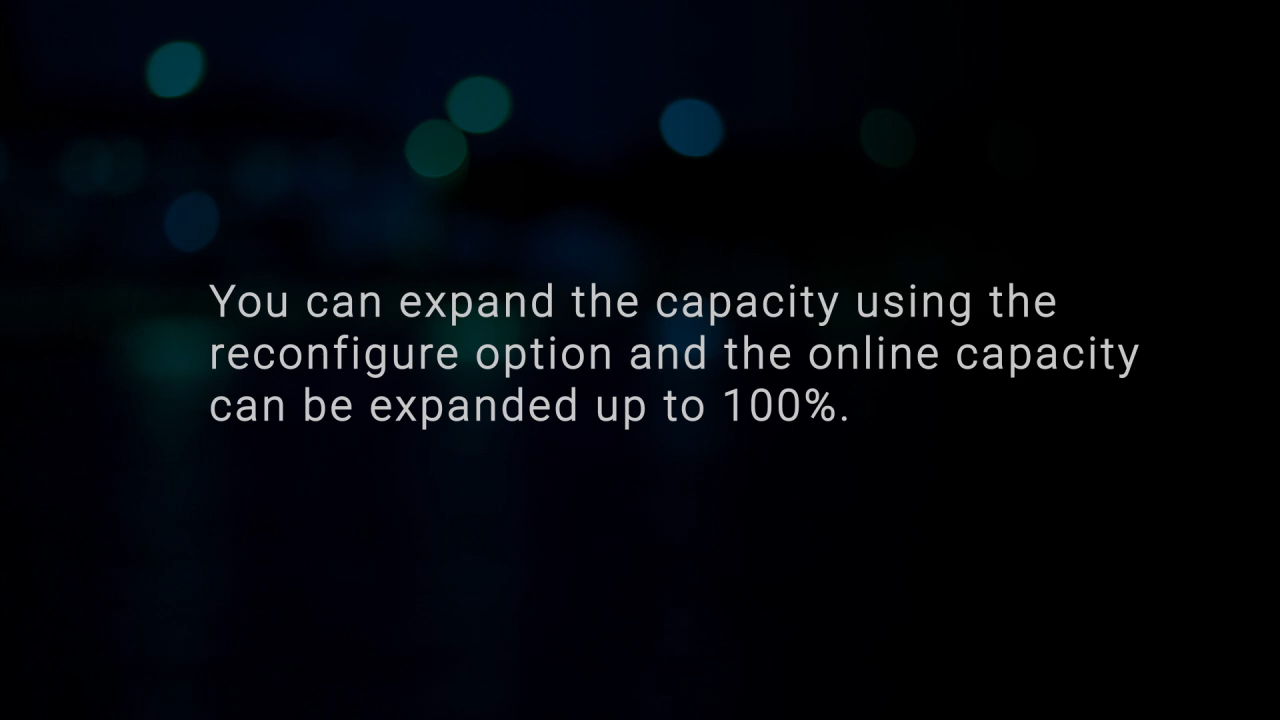 You can expand the capacity using the
reconfigure option and the online capacity
can be expanded up to 100%.